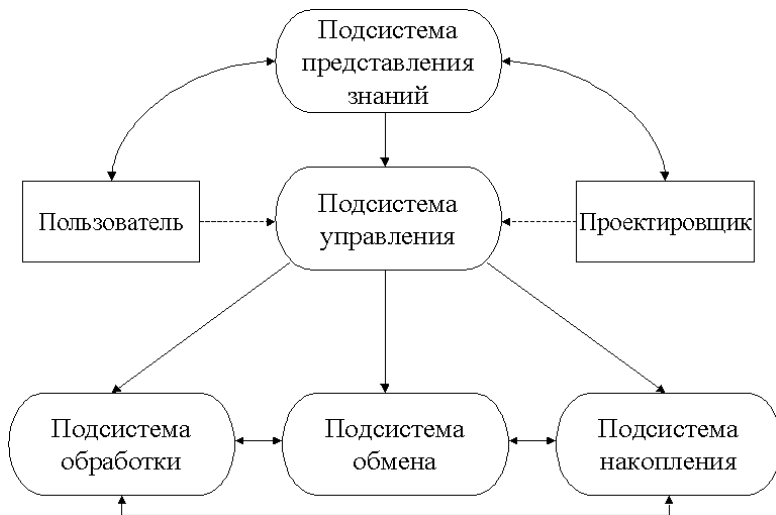 Подсистема
представления
знаний
Пользователь
Подсистема
управления
Проектировщик
Подсистема
обработки
Подсистема
обмена
Подсистема
накопления